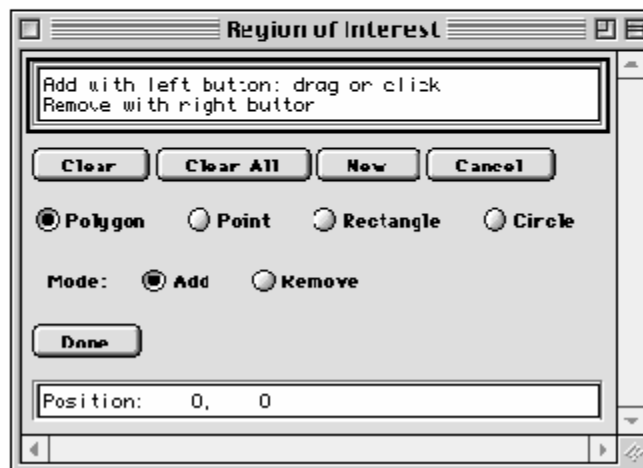 Region of Interest
Add with left button: drag or click
Remove with right button
Clear Clear All New Cancel
Polygon Point Rectangle Circle
Mode: Add Remove
Done
Position: 0, 0